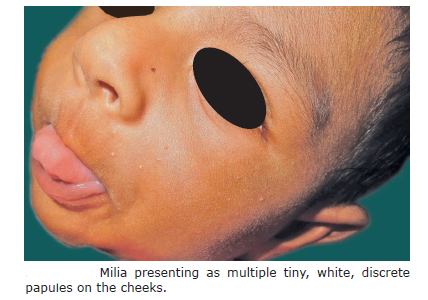 Milia presenting as multiple tiny, white, discrete
papules on the cheeks.